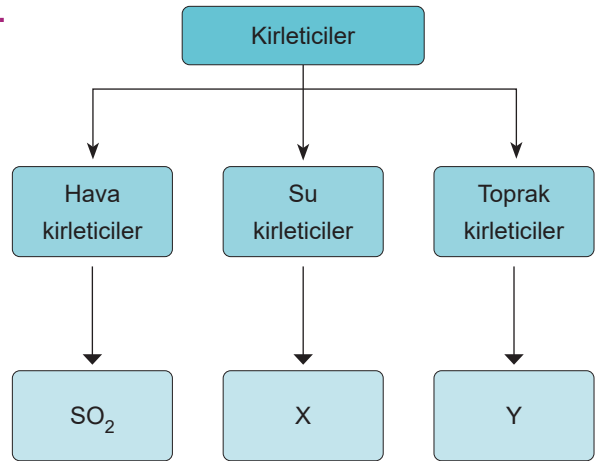 Kirleticiler
Hava
kirleticiler
Su
kirleticiler
Toprak
kirleticiler
SO₂
X
Y